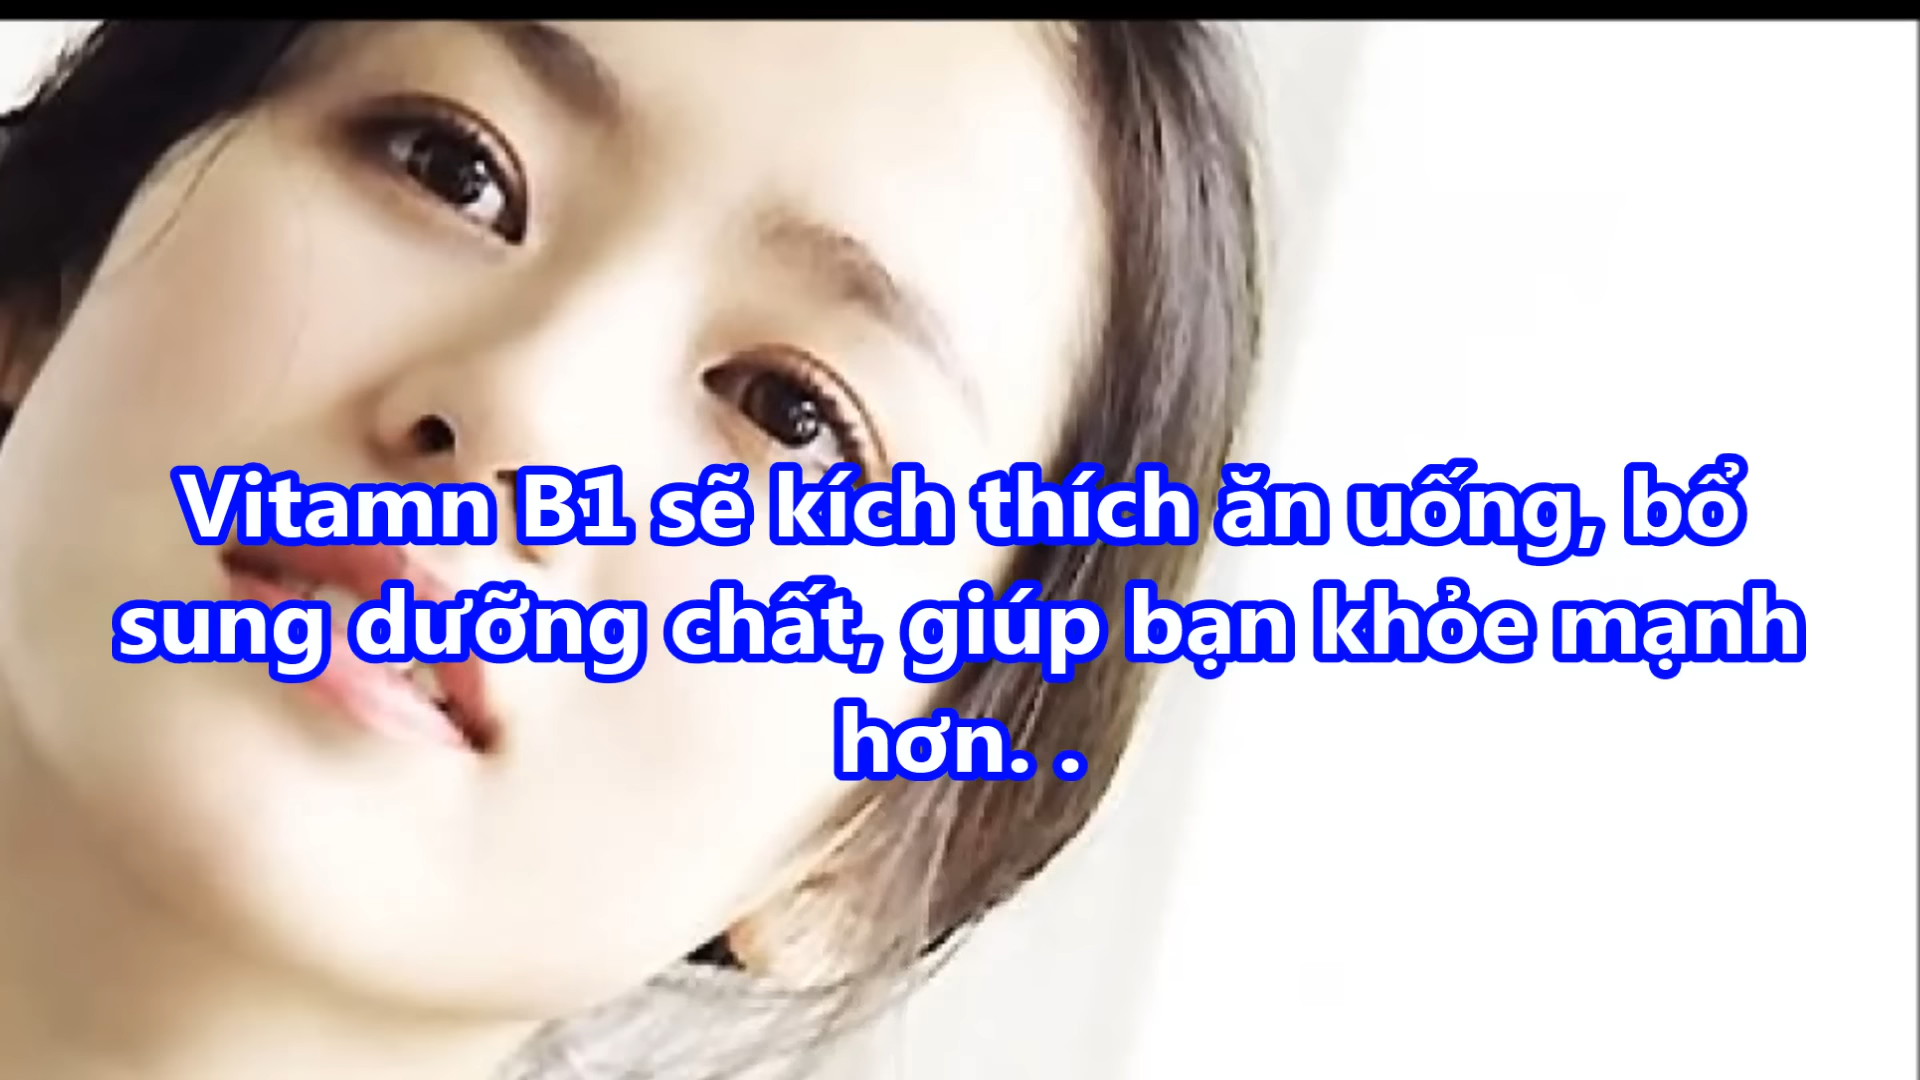 Vitamn B1 sẽ kích thích ăn uống, bổ
sung dưỡng chất, giúp bạn khỏe mạnh
hơn. .